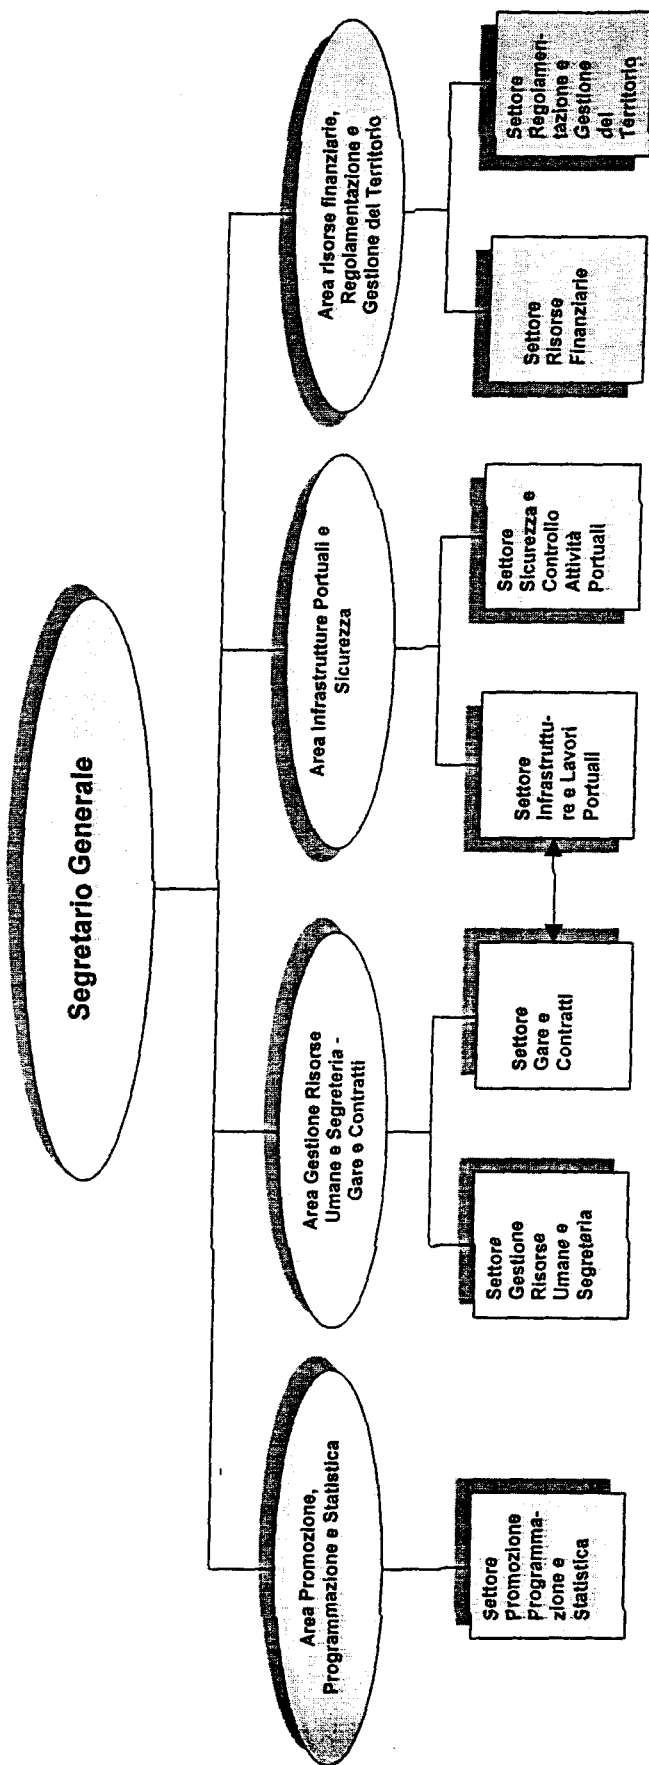 Segretario Generale
Area Promozione,
Programmazione e Statistica
Area Gestione Risorse
Umane e Segreteria -
Gare e Contratti
Area Infrastrutture Portuali e
Sicurezza
Area risorse finanziarie,
Regolamentazione e
Gestione del Territorio
Settore
Promozione
Programma-
zione e
Statistica
Settore
Gestione
Risorse
Umane e
Segreteria
Settore
Gare e
Contratti
Settore
Infrastruttu-
re e Lavori
Portuali
Settore
Sicurezza e
Controllo
Attività
Portuali
Settore
Risorse
Finanziarie
Settore
Regolamen-
tazione e
Gestione
del
Territorio